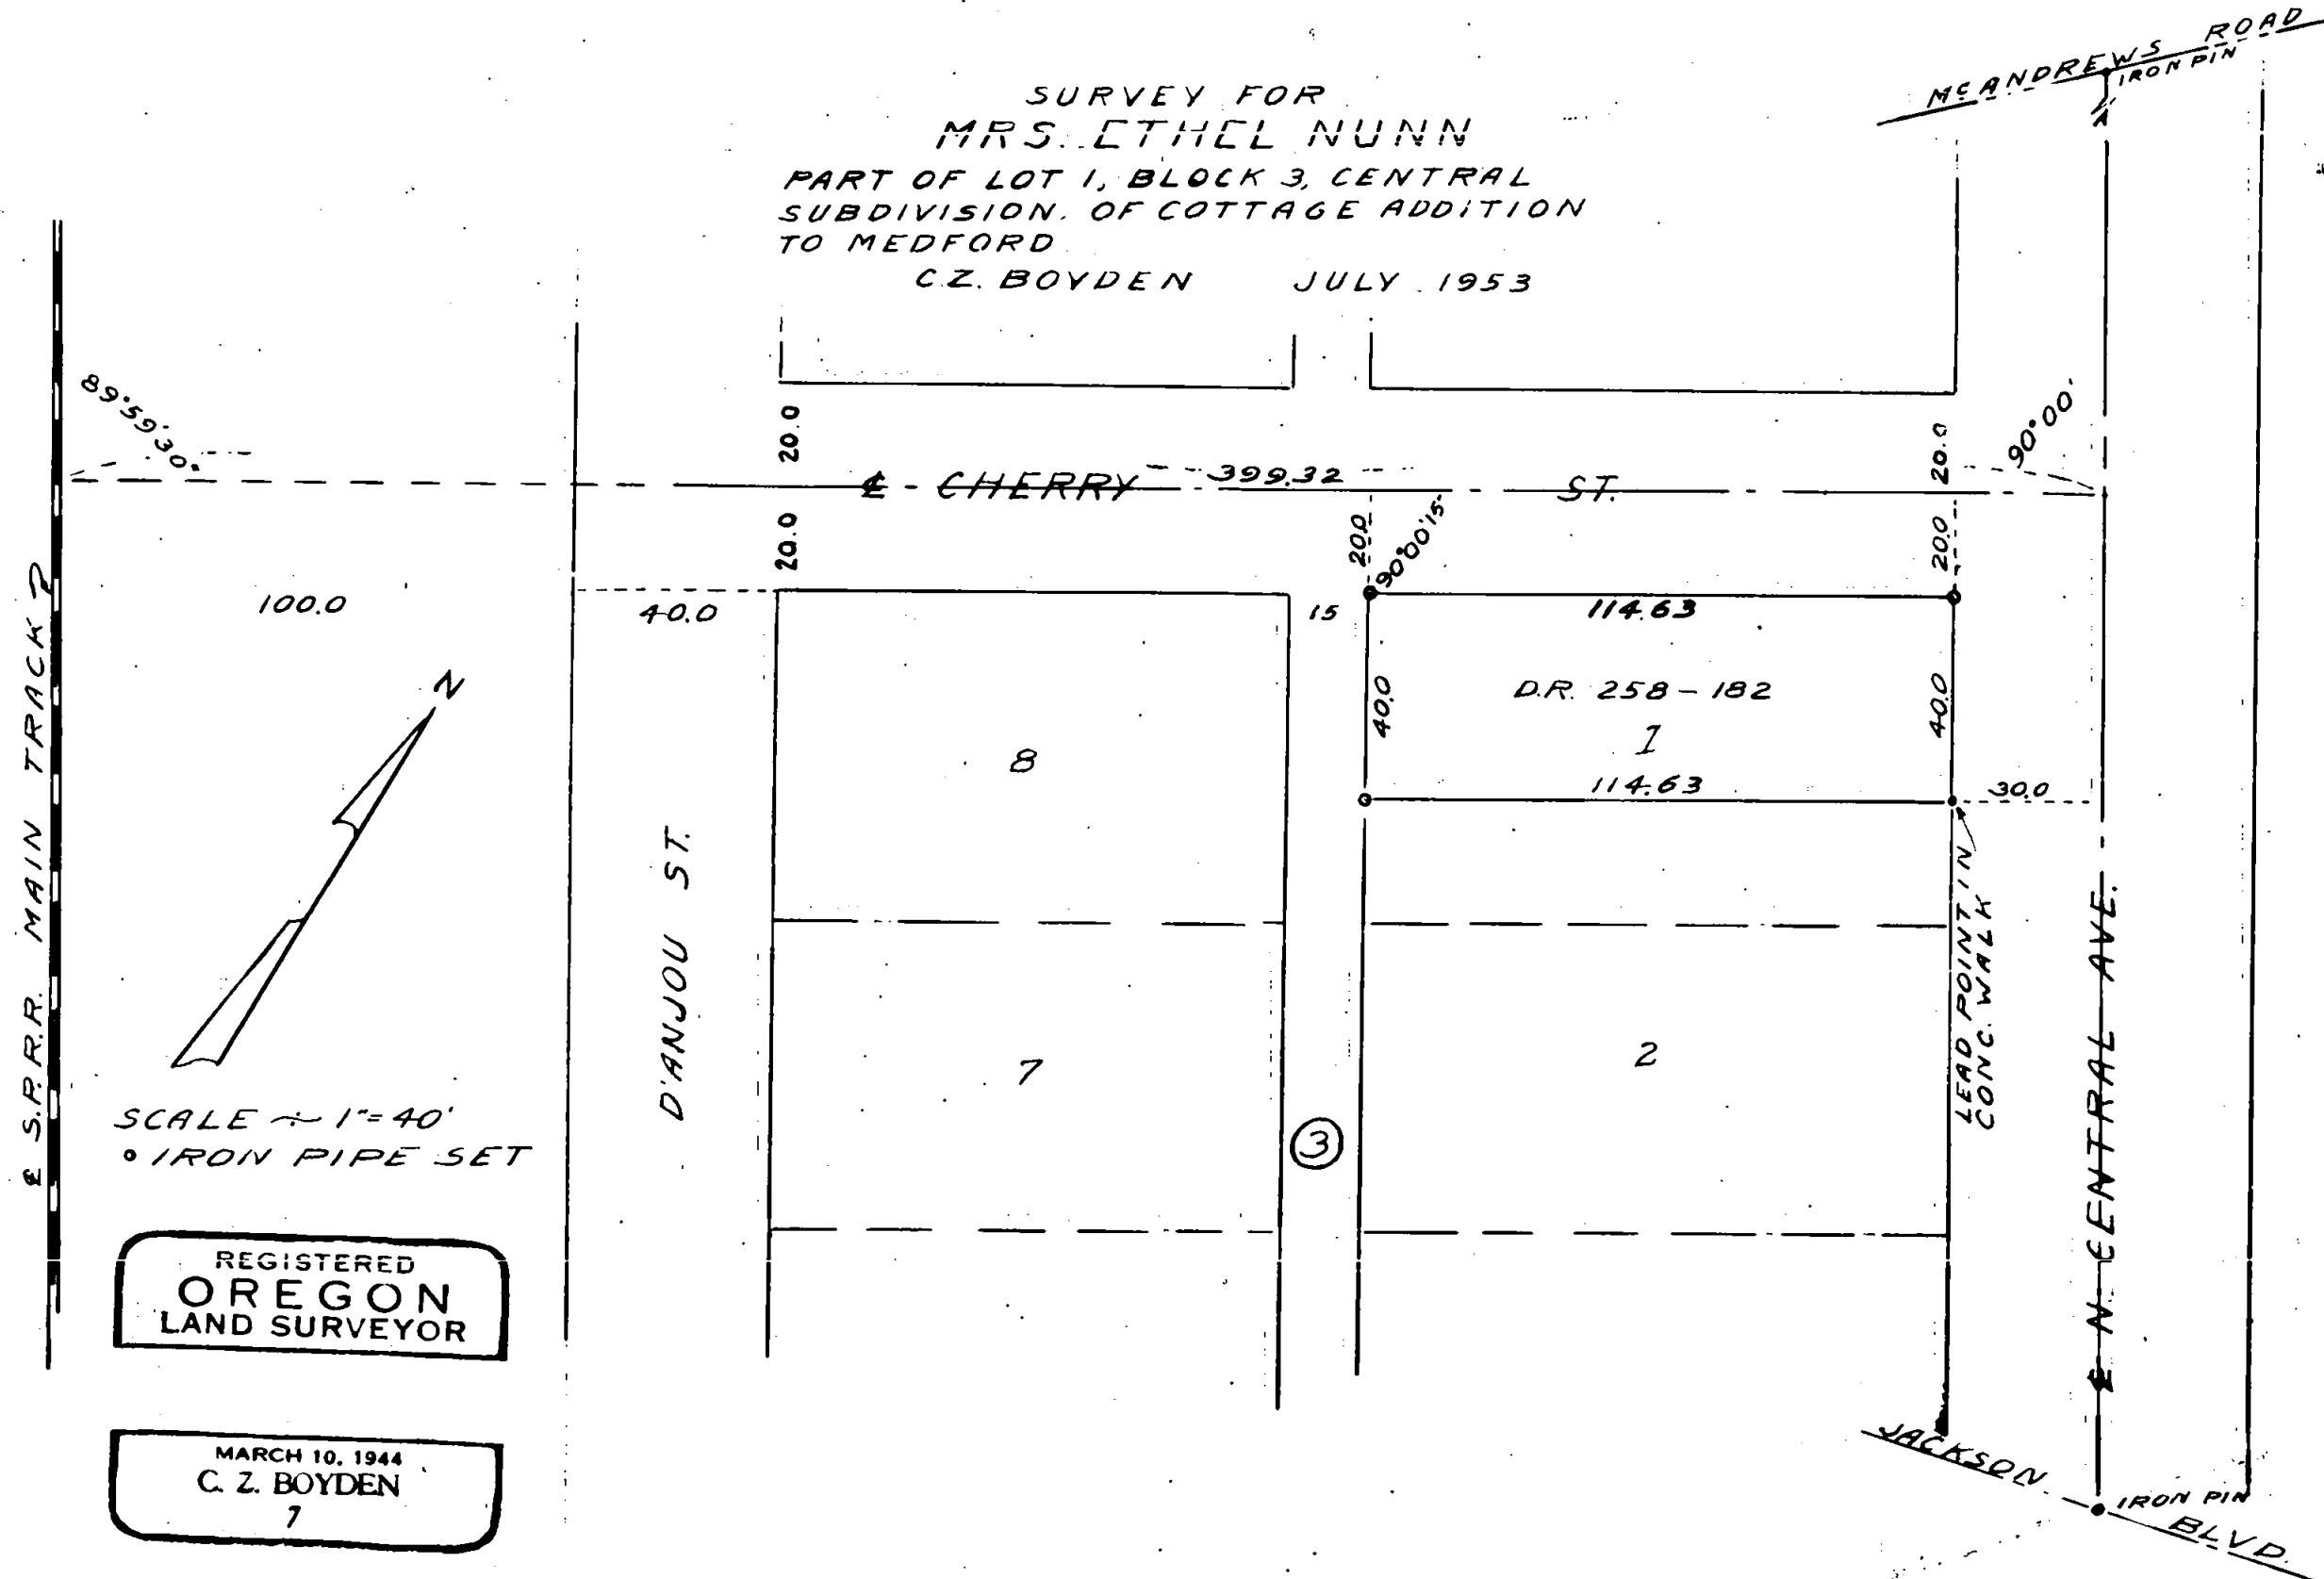 McANDREWS ROAD
IRON PIN
SURVEY FOR
MRS. ETHEL NUNN
PART OF LOT 1, BLOCK 3, CENTRAL
SUBDIVISION. OF COTTAGE ADDITION
TO MEDFORD
C.Z. BOYDEN JULY 1953
89°59'30"
20.0
20.0
90°00'
℄ CHERRY 399.32 ST.
20.0
20.0
90°00'15"
20.0
100.0
40.0
15
114.63
℄ S.P.R.R. MAIN TRACK
N
40.0
D.R. 258-182
40.0
1
8
114.63
30.0
D'ANJOU ST.
LEAD POINT IN
CONC. WALK
℄ N. CENTRAL AVE.
7
2
3
SCALE ~ 1"=40'
• IRON PIPE SET
REGISTERED
OREGON
LAND SURVEYOR
MARCH 10, 1944
C. Z. BOYDEN
7
JACKSON BLVD.
IRON PIN